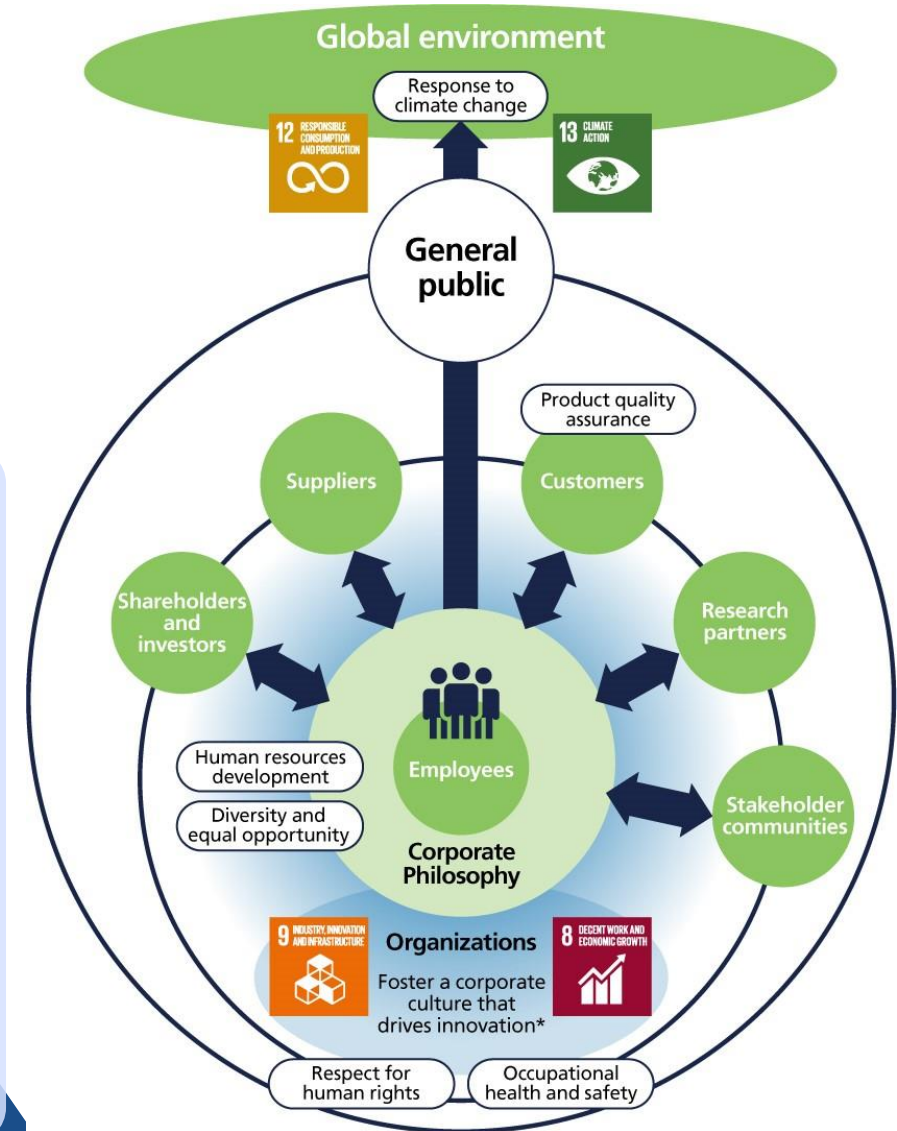 Global environment
Response to
climate change
12 RESPONSIBLE
CONSUMPTION
AND PRODUCTION
13 CLIMATE
ACTION
General
public
Product quality
assurance
Suppliers
Customers
Shareholders
and
investors
Research
partners
Employees
Human resources
development
Diversity and
equal opportunity
Stakeholder
communities
Corporate
Philosophy
9 INDUSTRY, INNOVATION
AND INFRASTRUCTURE
Organizations
8 DECENT WORK AND
ECONOMIC GROWTH
Foster a corporate
culture that
drives innovation*
Respect for
human rights
Occupational
health and safety